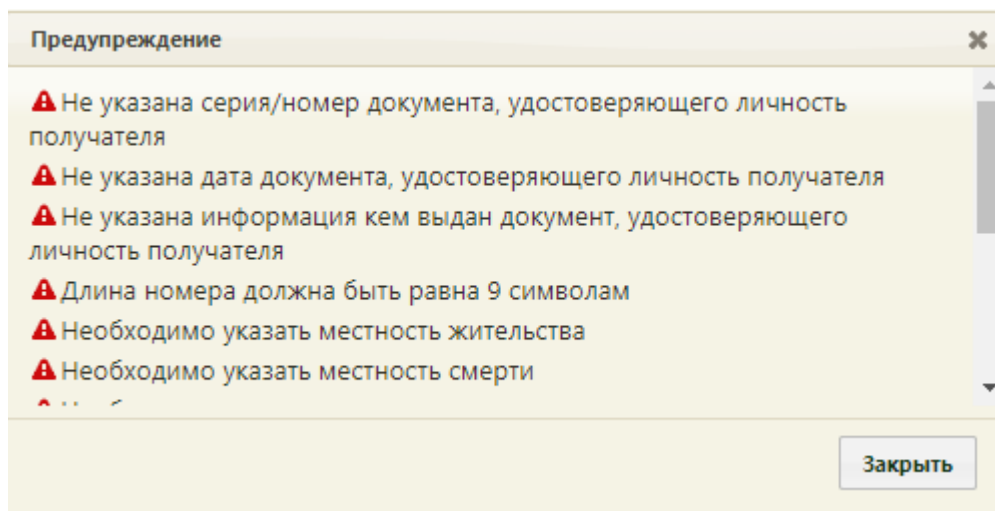 Предупреждение
Не указана серия/номер документа, удостоверяющего личность
получателя
Не указана дата документа, удостоверяющего личность получателя
Не указана информация кем выдан документ, удостоверяющего
личность получателя
Длина номера должна быть равна 9 символам
Необходимо указать местность жительства
Необходимо указать местность смерти
Закрыть